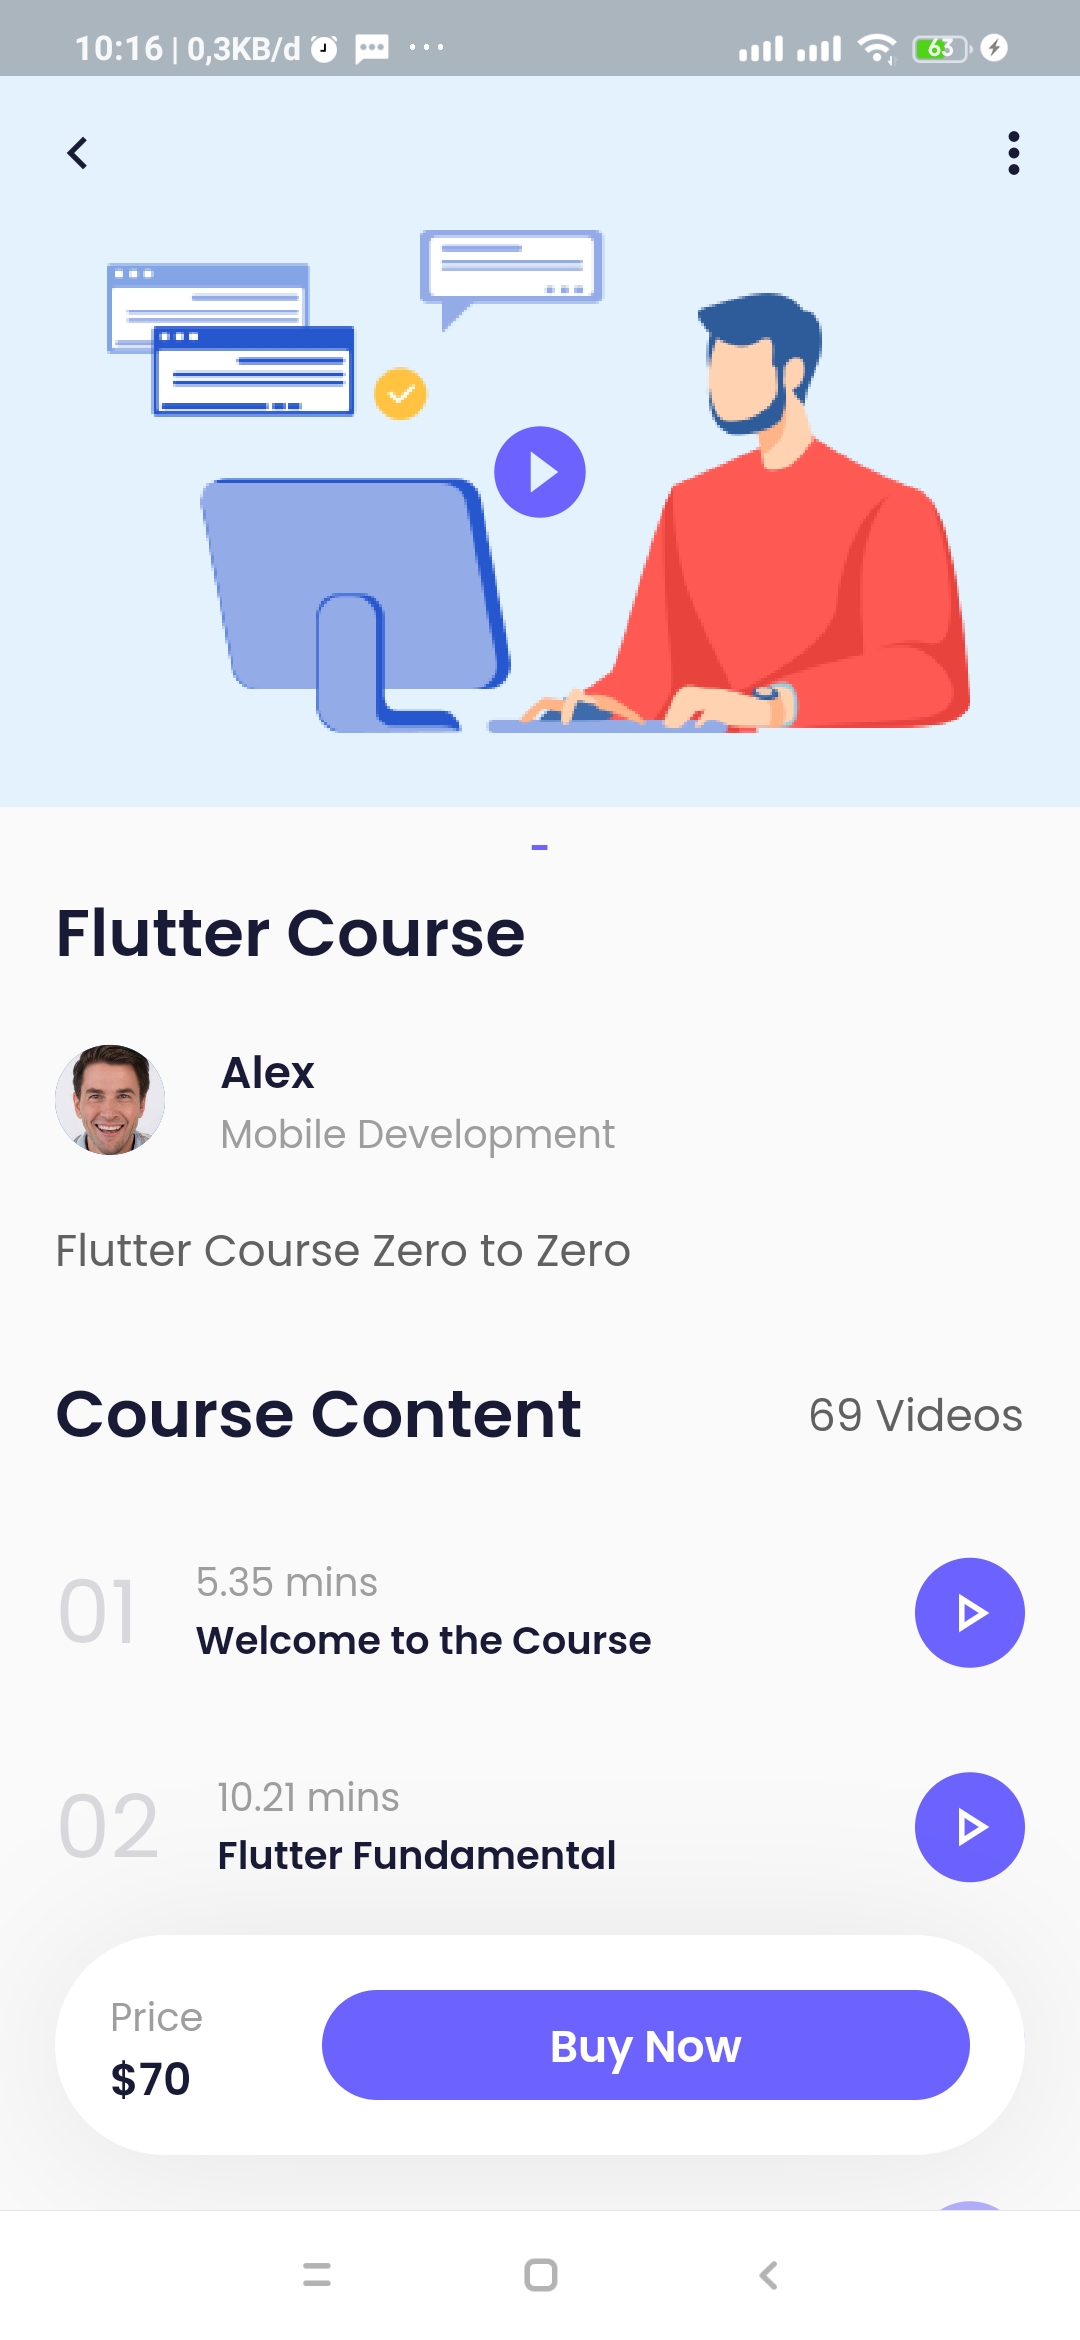 10:16 | 0,3KB/d
63
Flutter Course
Alex
Mobile Development
Flutter Course Zero to Zero
Course Content
69 Videos
01
5.35 mins
Welcome to the Course
02
10.21 mins
Flutter Fundamental
Price
$70
Buy Now